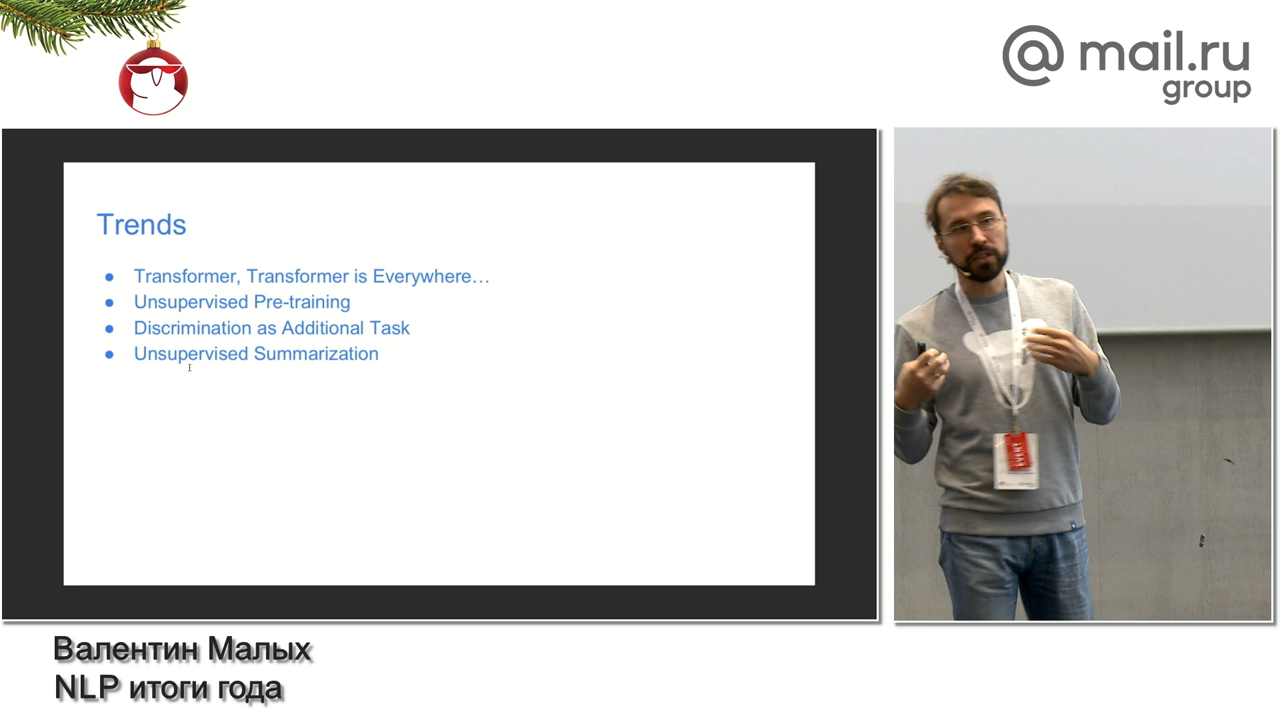 @ mail.ru
group
Trends
● Transformer, Transformer is Everywhere…
● Unsupervised Pre-training
● Discrimination as Additional Task
● Unsupervised Summarization
EVENT
Валентин Малых
NLP итоги года